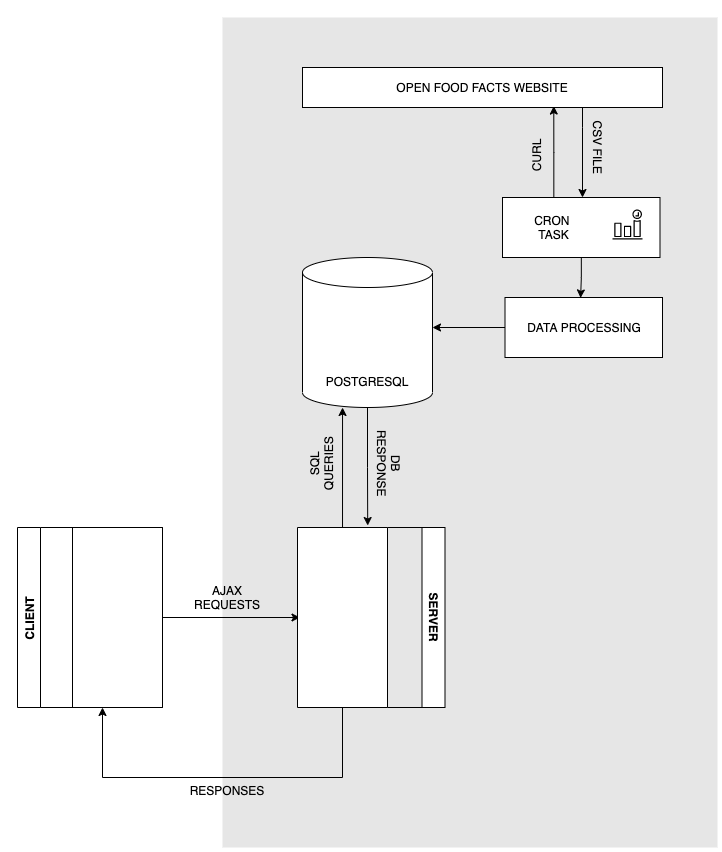 OPEN FOOD FACTS WEBSITE
CURL
CSV FILE
CRON
TASK
DATA PROCESSING
POSTGRESQL
SQL
QUERIES
DB
RESPONSE
CLIENT
AJAX
REQUESTS
SERVER
RESPONSES